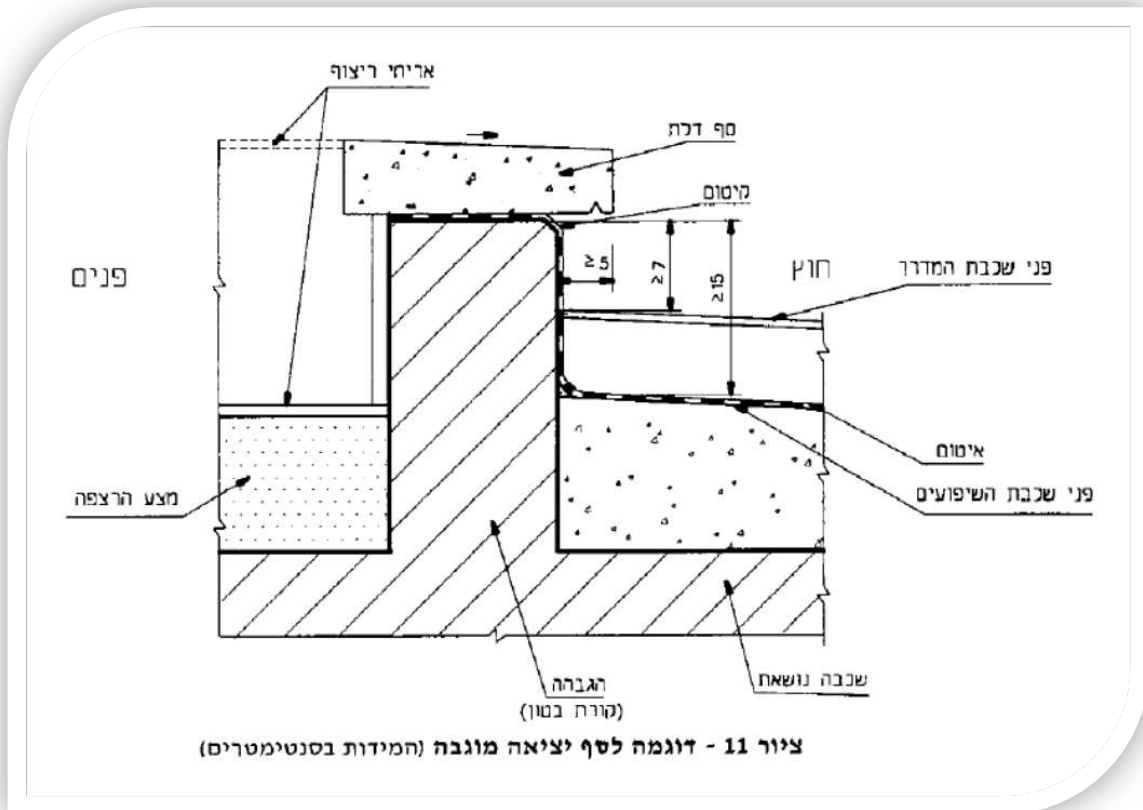 אריחי ריצוף
סף דלת
קיטום
פנים
חוץ
≥5
≥7
≥15
פני שכבת המדרך
איטום
פני שכבת השיפועים
מצע הרצפה
שכבה נושאת
הגבהה
(קורת בטון)
ציור 11 - דוגמה לסף יציאה מוגבה (המידות בסנטימטרים)